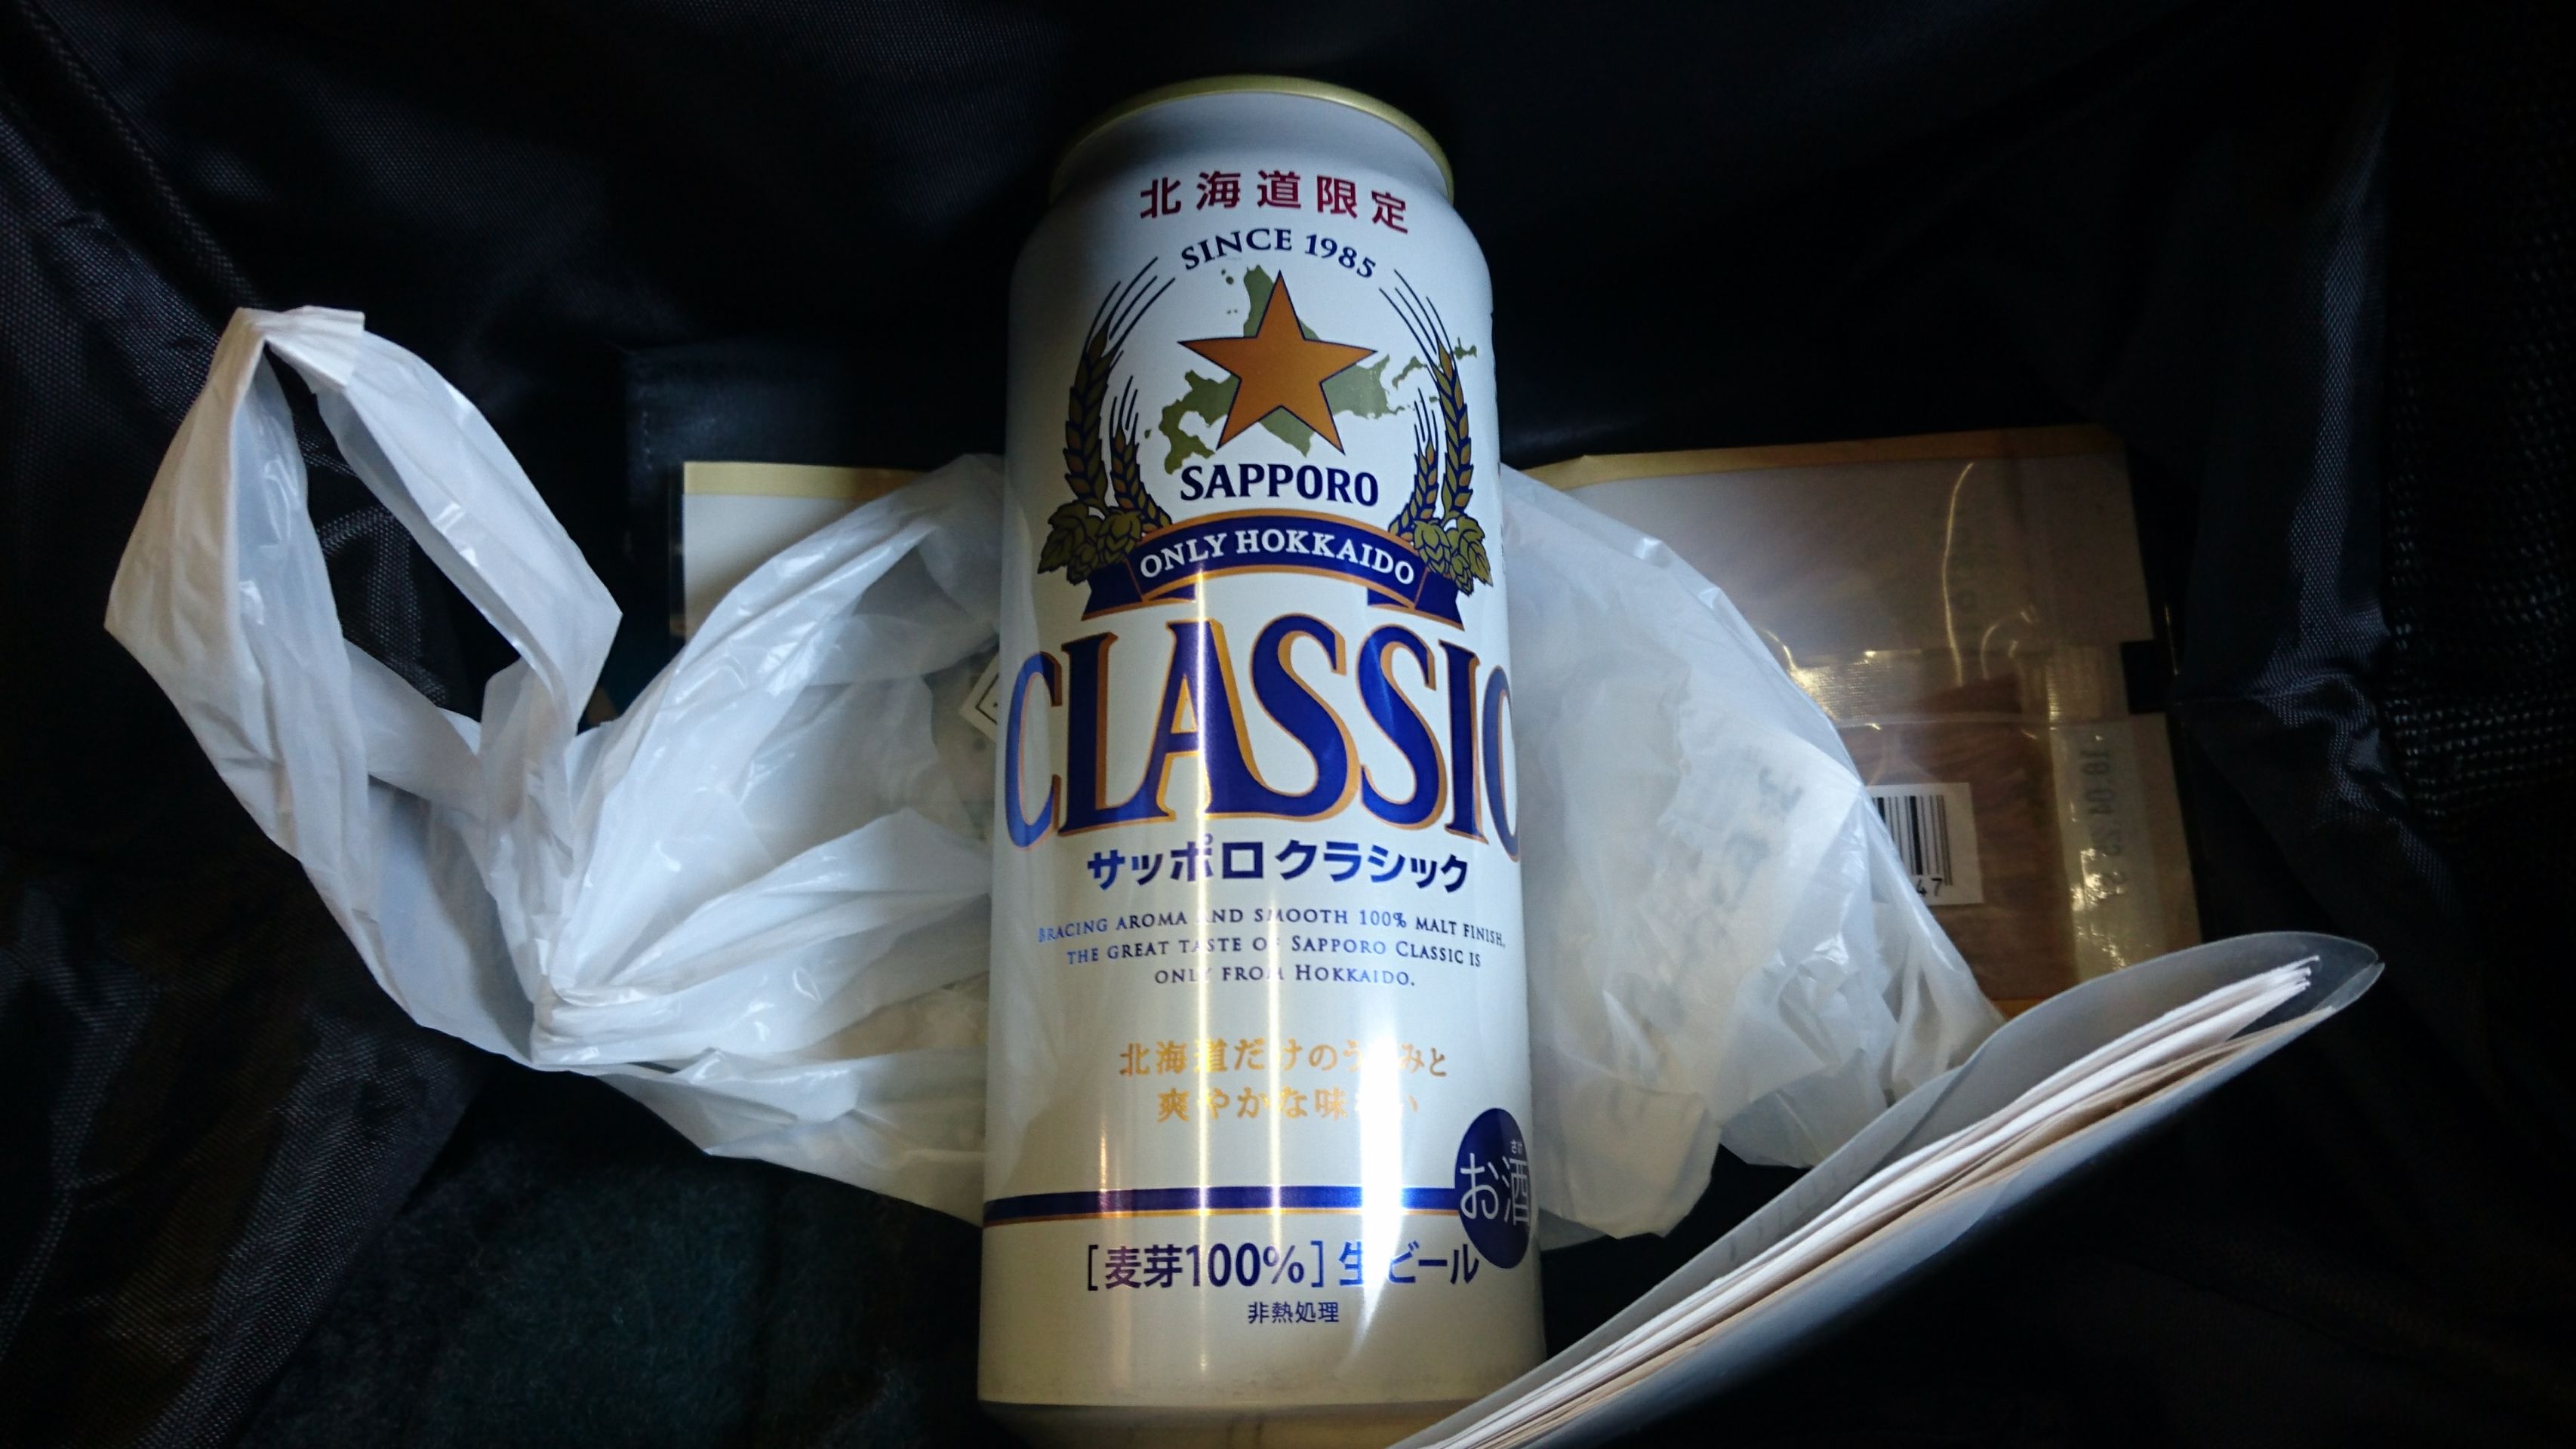 北海道限定
SINCE 1985
SAPPORO
ONLY HOKKAIDO
CLASSIC
サッポロクラシック
BRACING AROMA AND SMOOTH 100% MALT FINISH,
THE GREAT TASTE OF SAPPORO CLASSIC IS
ONLY FROM HOKKAIDO.
北海道だけのうまみと
爽やかな味わい
さけ
お酒
[麦芽100%]生ビール
非熱処理
47